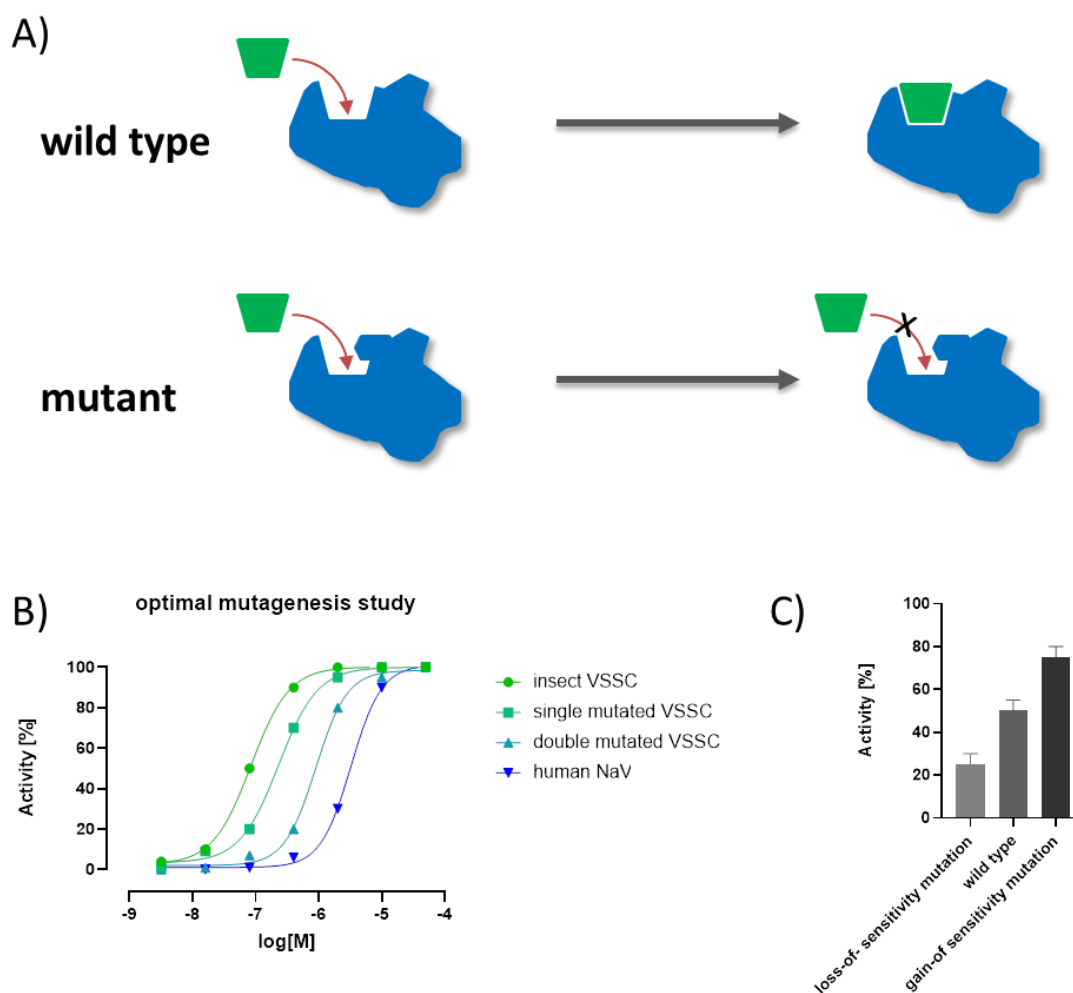 A)
wild type
mutant
X
B)
optimal mutagenesis study
Activity [%]
100
80
60
40
20
0
-9
-8
-7
-6
-5
-4
log[M]
insect VSSC
single mutated VSSC
double mutated VSSC
human NaV
C)
Activity [%]
100
80
60
40
20
0
loss-of- sensitivity mutation
wild type
gain-of sensitivity mutation